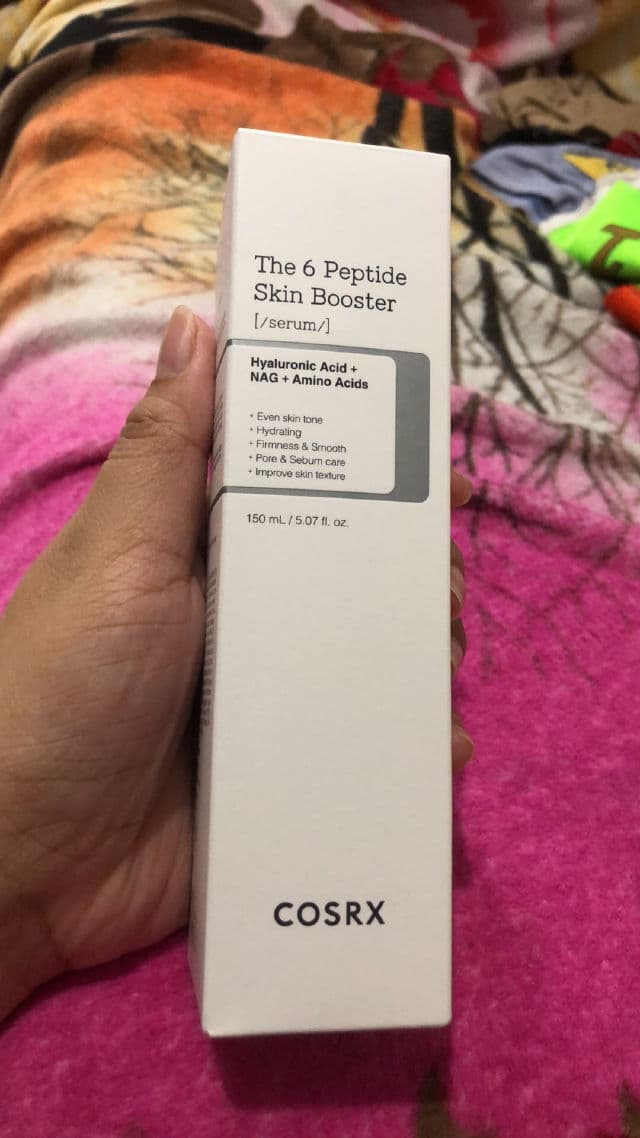 The 6 Peptide
Skin Booster
[/serum/]
Hyaluronic Acid +
NAG + Amino Acids
+ Even skin tone
+ Hydrating
+ Firmness & Smooth
+ Pore & Sebum care
+ Improve skin texture
150 mL / 5.07 fl. oz.
COSRX